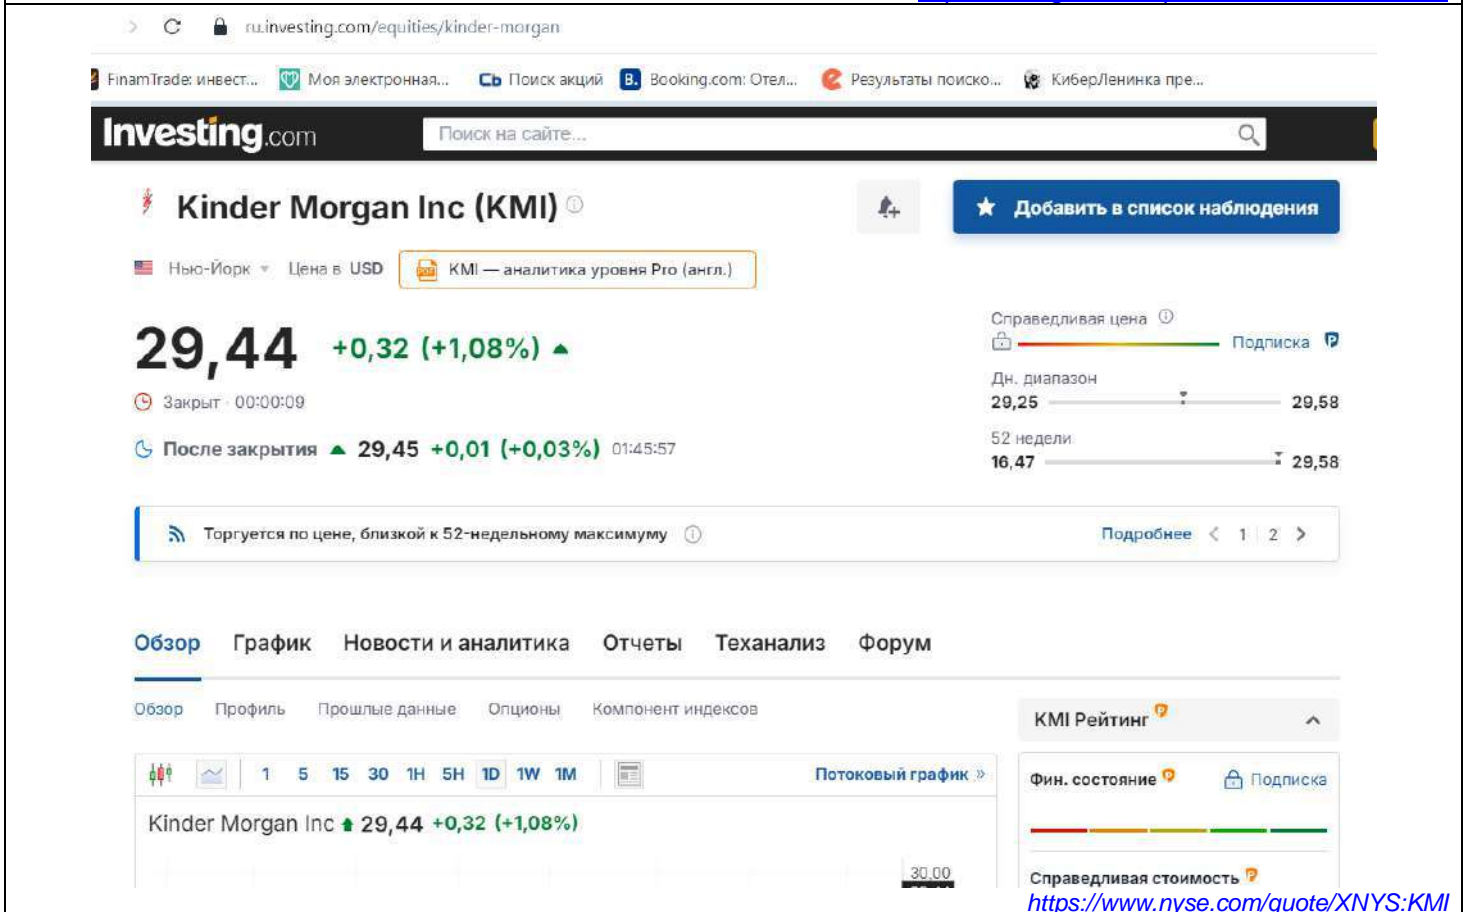 ru.investing.com/equities/kinder-morgan
FinamTrade: инвест... Моя электронная... Cb Поиск акций B. Booking.com: Отел... Результаты поиско... КиберЛенинка пре...
Investing.com Поиск на сайте...
Kinder Morgan Inc (KMI)
Добавить в список наблюдения
Нью-Йорк Цена в USD KMI — аналитика уровня Pro (англ.)
29,44 +0,32 (+1,08%)
Справедливая цена
Подписка
Дн. диапазон
29,25 29,58
Закрыт · 00:00:09
52 недели
16,47 29,58
После закрытия 29,45 +0,01 (+0,03%) 01:45:57
Торгуется по цене, близкой к 52-недельному максимуму Подробнее < 1 2 >
Обзор График Новости и аналитика Отчеты Теханализ Форум
Обзор Профиль Прошлые данные Опционы Компонент индексов
KMI Рейтинг
1 5 15 30 1H 5H 1D 1W 1M Потоковый график »
Фин. состояние Подписка
Kinder Morgan Inc 29,44 +0,32 (+1,08%)
30,00
Справедливая стоимость
https://www.nyse.com/quote/XNYS:KMI